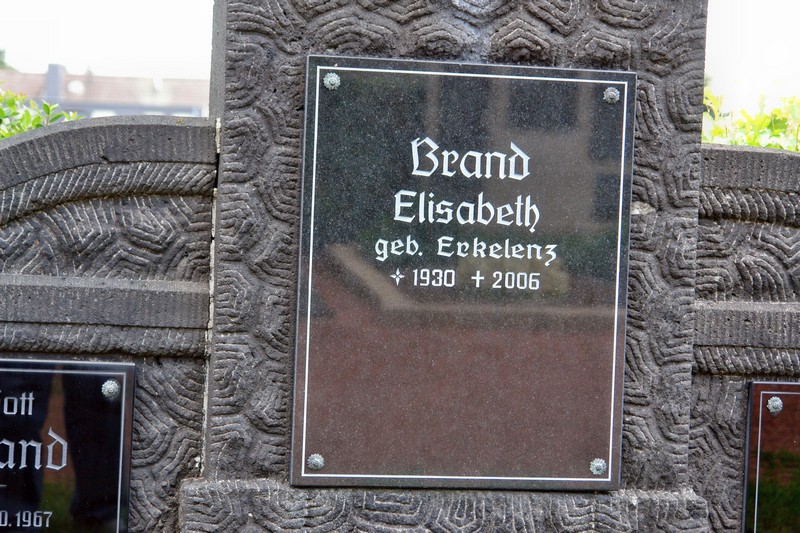 Brand
Elisabeth
geb. Erkelenz
✧ 1930 ✝ 2006
ott
and
0.1967